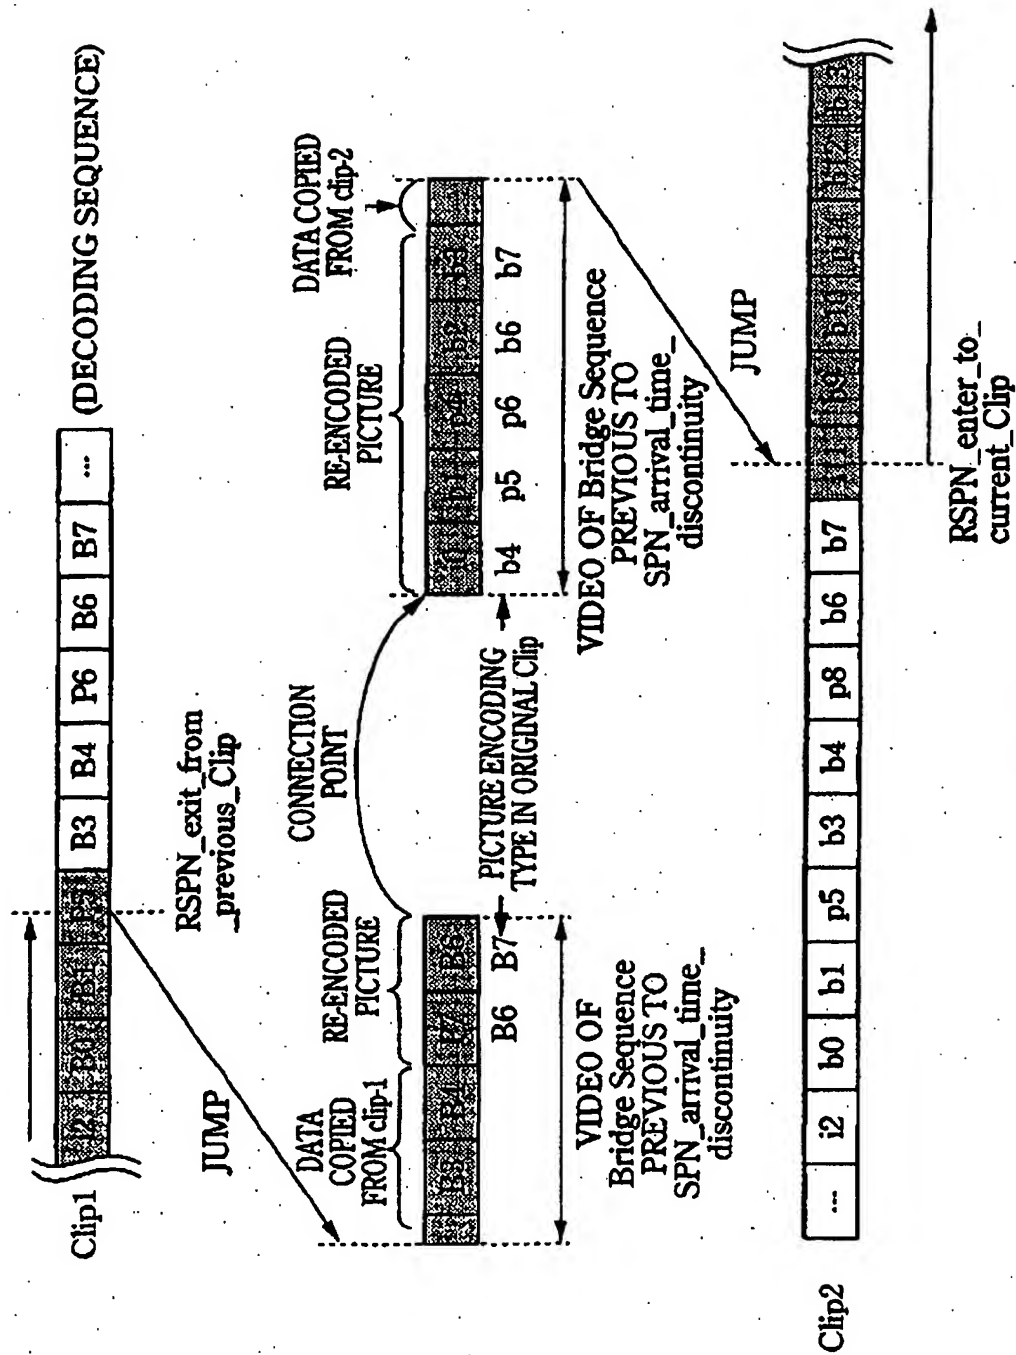 Clip1
B3 B4 P6 B6 B7 ...
(DECODING SEQUENCE)
JUMP
RSPN_exit_from
_previous_Clip
DATA
COPIED
FROM clip-1
RE-ENCODED
PICTURE
CONNECTION
POINT
RE-ENCODED
PICTURE
DATA COPIED
FROM clip-2
B6 B7
PICTURE ENCODING
TYPE IN ORIGINAL Clip
b4 p5 p6 b6 b7
VIDEO OF
Bridge Sequence
PREVIOUS TO
SPN_arrival_time_
discontinuity
VIDEO OF Bridge Sequence
PREVIOUS TO
SPN_arrival_time_
discontinuity
JUMP
Clip2
... i2 b0 b1 p5 b3 b4 p8 b6 b7
RSPN_enter_to_
current_Clip